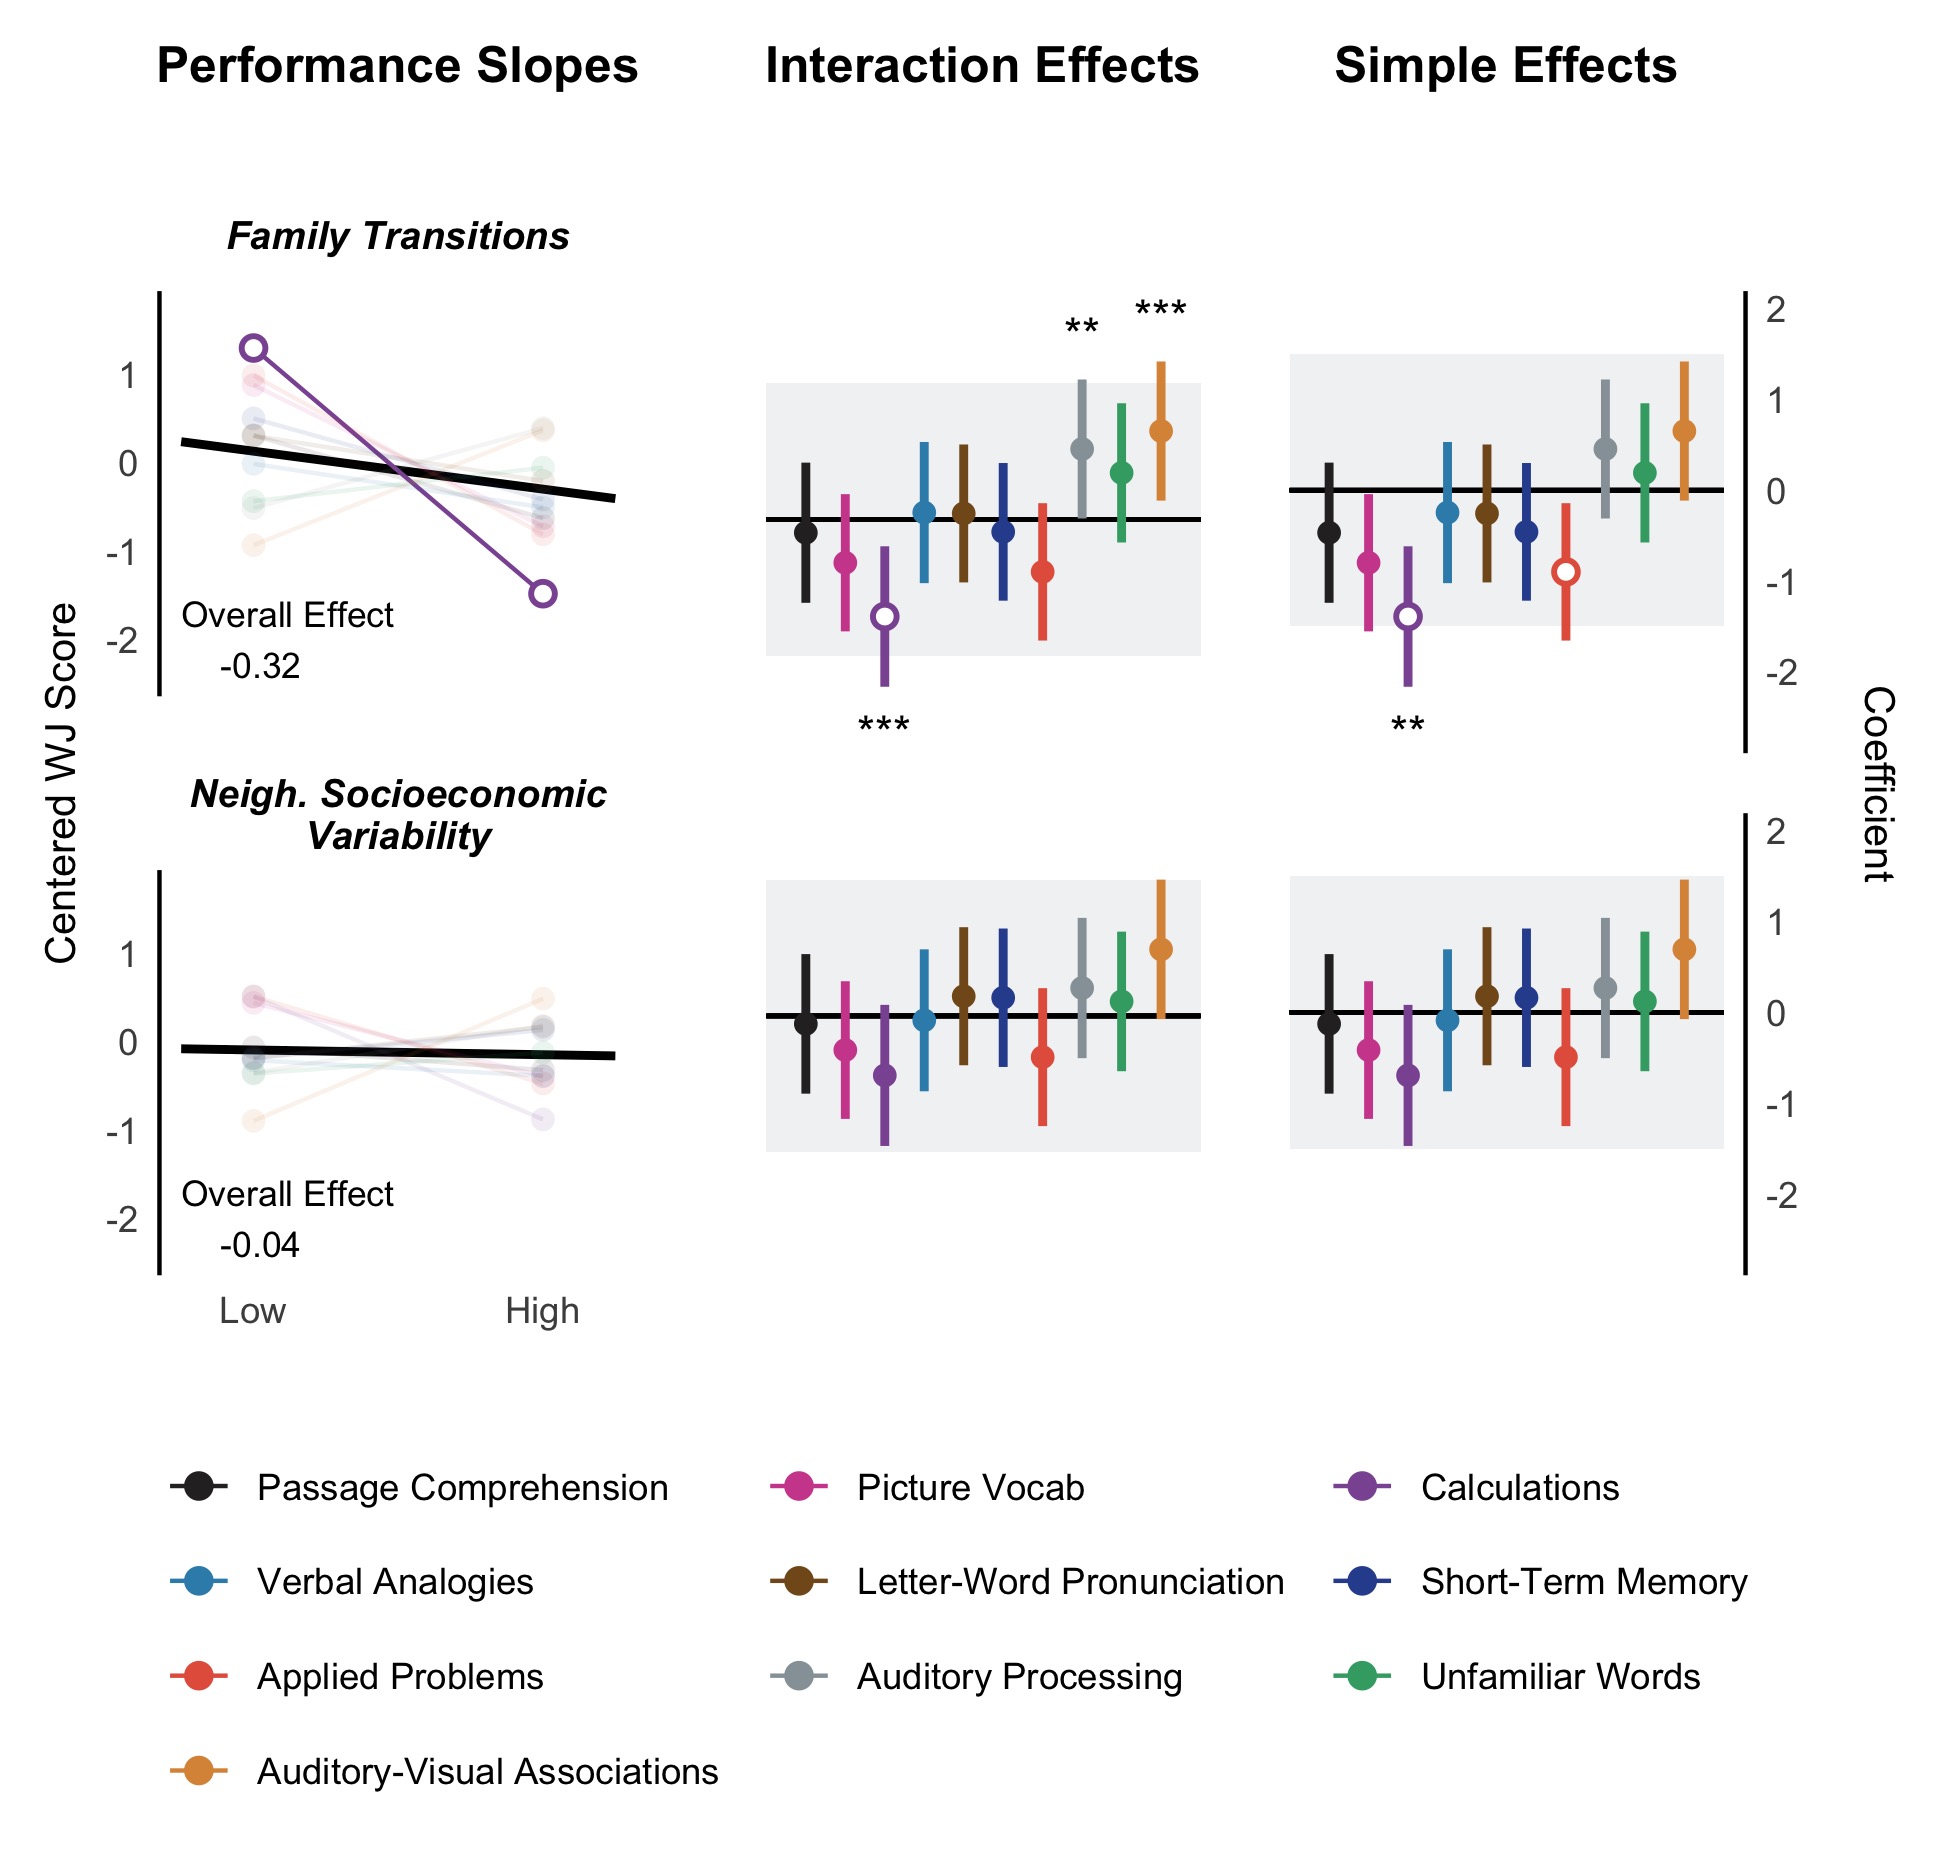 Performance Slopes
Interaction Effects
Simple Effects
Family Transitions
1
0
-1
-2
Overall Effect
-0.32
**
***
***
**
2
1
0
-1
-2
Centered WJ Score
Coefficient
Neigh. Socioeconomic
Variability
1
0
-1
-2
Overall Effect
-0.04
Low
High
2
1
0
-1
-2
Passage Comprehension
Picture Vocab
Calculations
Verbal Analogies
Letter-Word Pronunciation
Short-Term Memory
Applied Problems
Auditory Processing
Unfamiliar Words
Auditory-Visual Associations